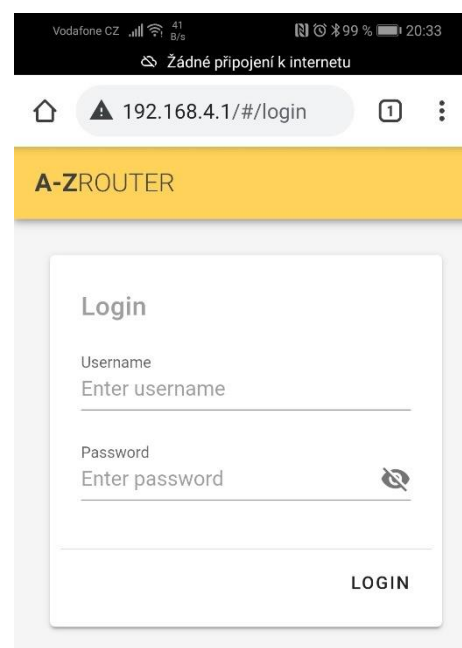 Vodafone CZ 41 B/s 99 % 20:33
Žádné připojení k internetu
192.168.4.1/#/login 1
A-ZROUTER
Login
Username
Enter username
Password
Enter password
LOGIN